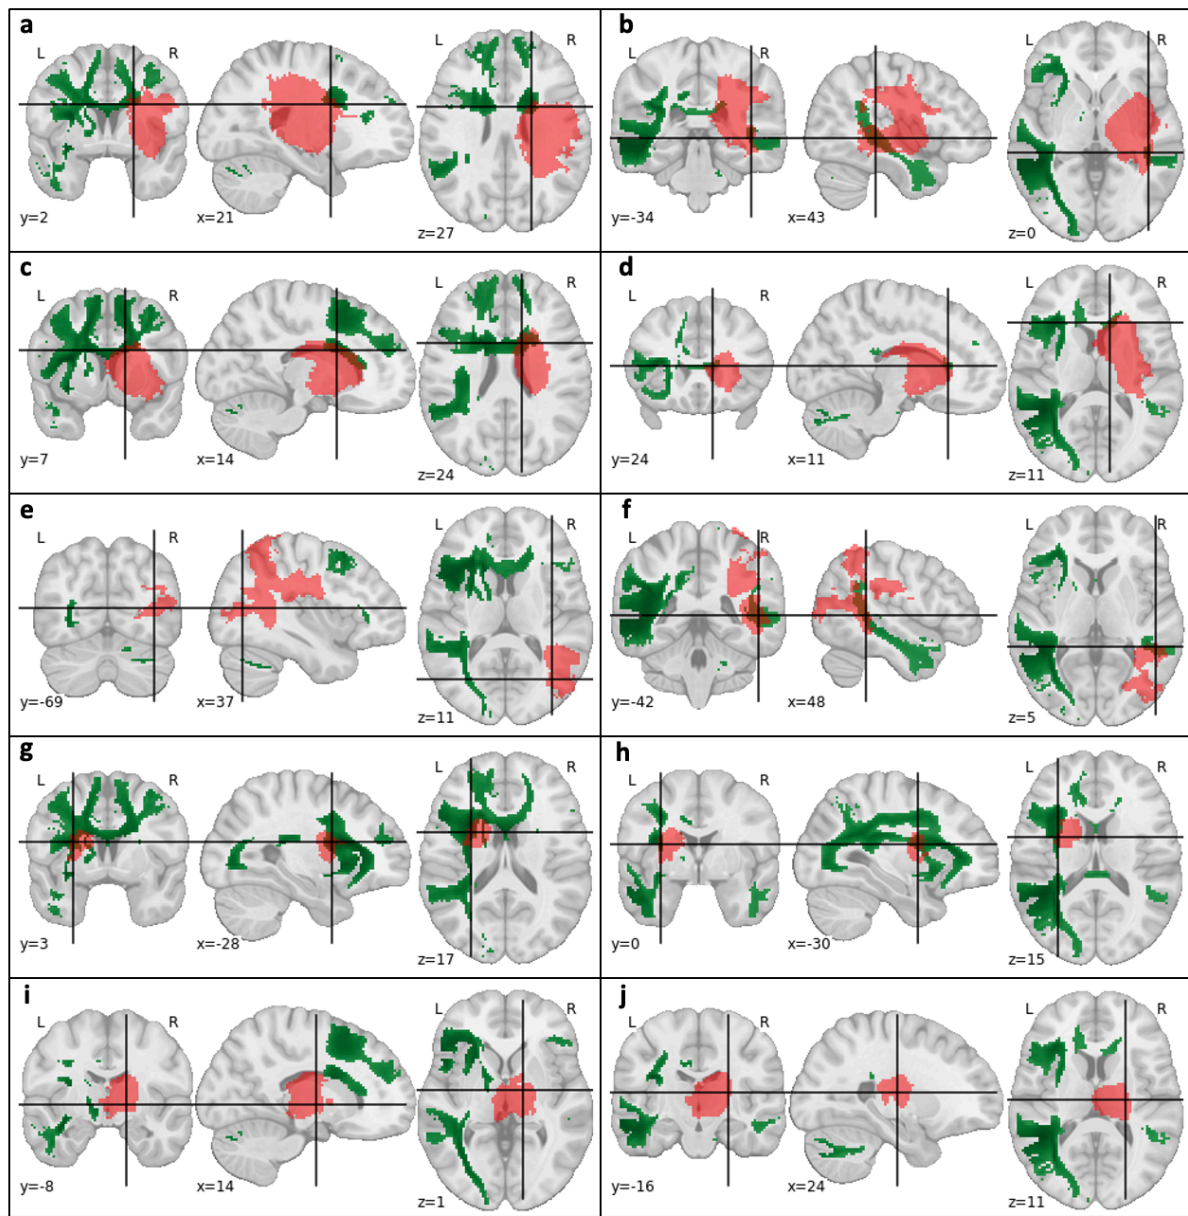 a
L R L R
y=2 x=21 z=27
b
L R L R
y=-34 x=43 z=0
c
L R L R
y=7 x=14 z=24
d
L R L R
y=24 x=11 z=11
e
L R L R
y=-69 x=37 z=11
f
L R L R
y=-42 x=48 z=5
g
L R L R
y=3 x=-28 z=17
h
L R L R
y=0 x=-30 z=15
i
L R L R
y=-8 x=14 z=1
j
L R L R
y=-16 x=24 z=11